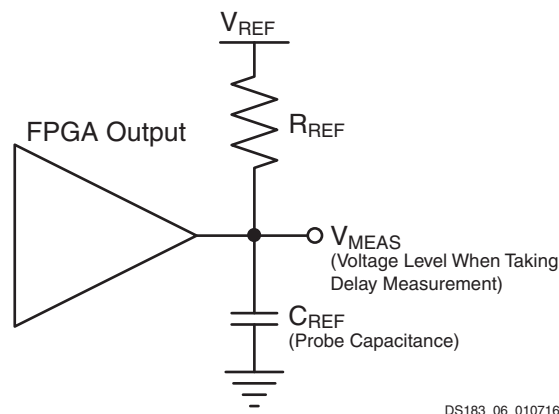 VREF
FPGA Output
RREF
VMEAS
(Voltage Level When Taking
Delay Measurement)
CREF
(Probe Capacitance)
DS183_06_010716